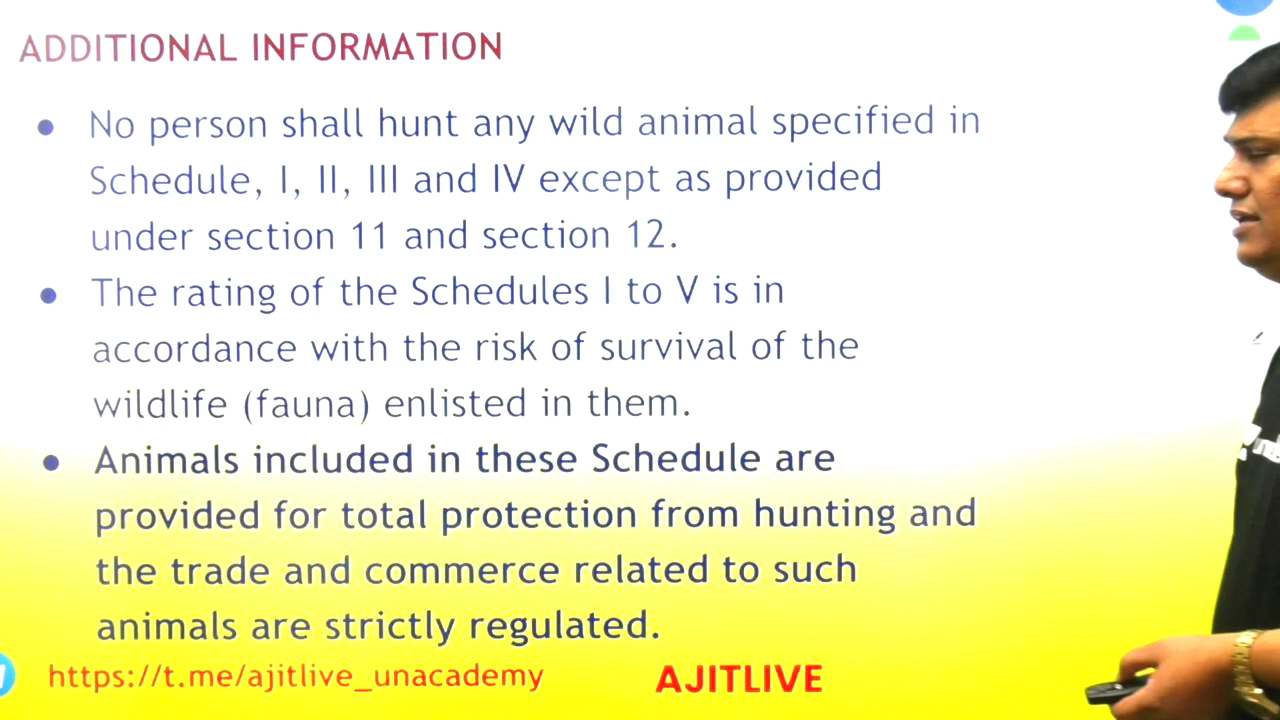 ADDITIONAL INFORMATION
● No person shall hunt any wild animal specified in
Schedule, I, II, III and IV except as provided
under section 11 and section 12.
● The rating of the Schedules I to V is in
accordance with the risk of survival of the
wildlife (fauna) enlisted in them.
● Animals included in these Schedule are
provided for total protection from hunting and
the trade and commerce related to such
animals are strictly regulated.
https://t.me/ajitlive_unacademy AJITLIVE